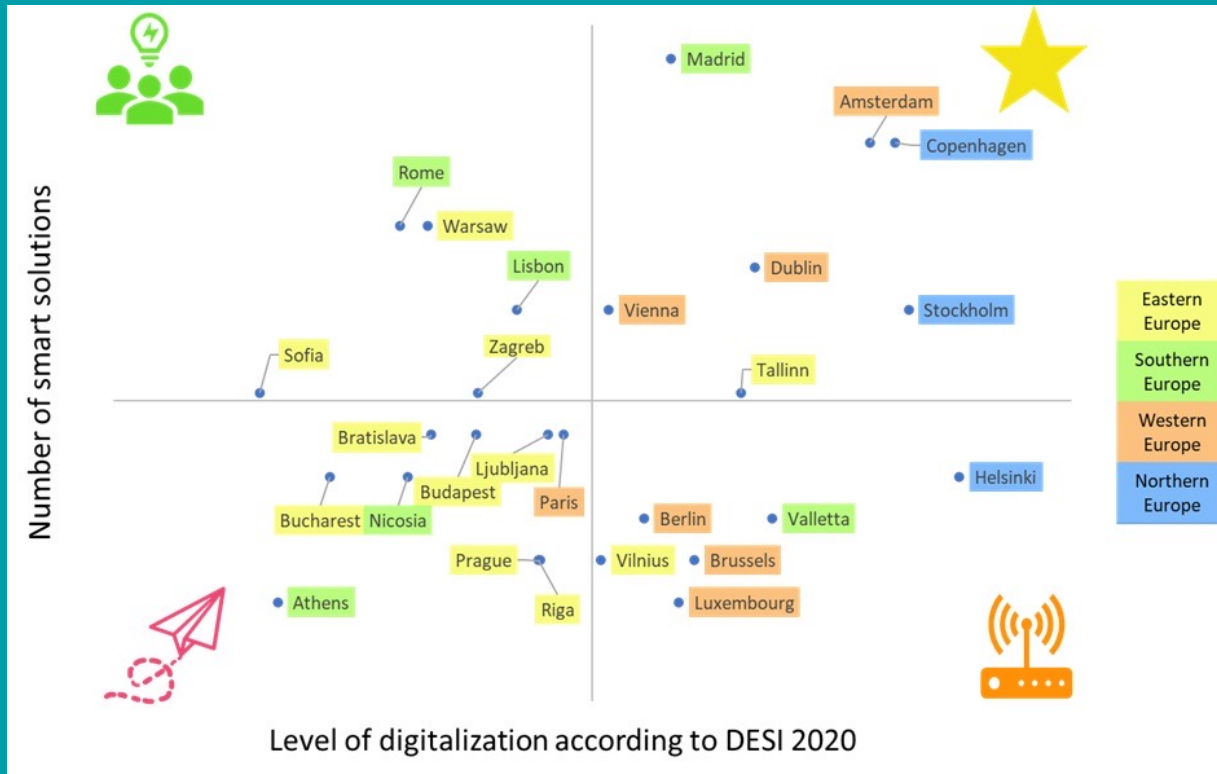 Madrid
Amsterdam
Copenhagen
Rome
Warsaw
Lisbon
Dublin
Vienna
Stockholm
Zagreb
Sofia
Tallinn
Bratislava
Ljubljana
Budapest
Paris
Helsinki
Bucharest
Nicosia
Berlin
Valletta
Prague
Vilnius
Brussels
Athens
Riga
Luxembourg
Number of smart solutions
Level of digitalization according to DESI 2020
Eastern
Europe
Southern
Europe
Western
Europe
Northern
Europe